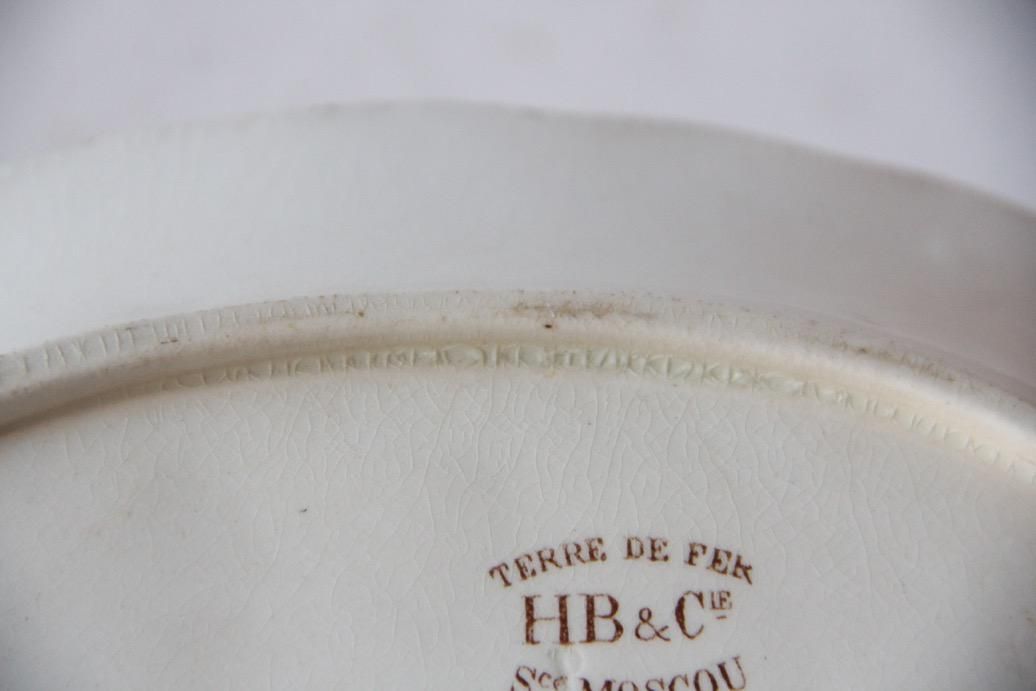 TERRE DE FER
HB & CIE
Sce MOSCOU